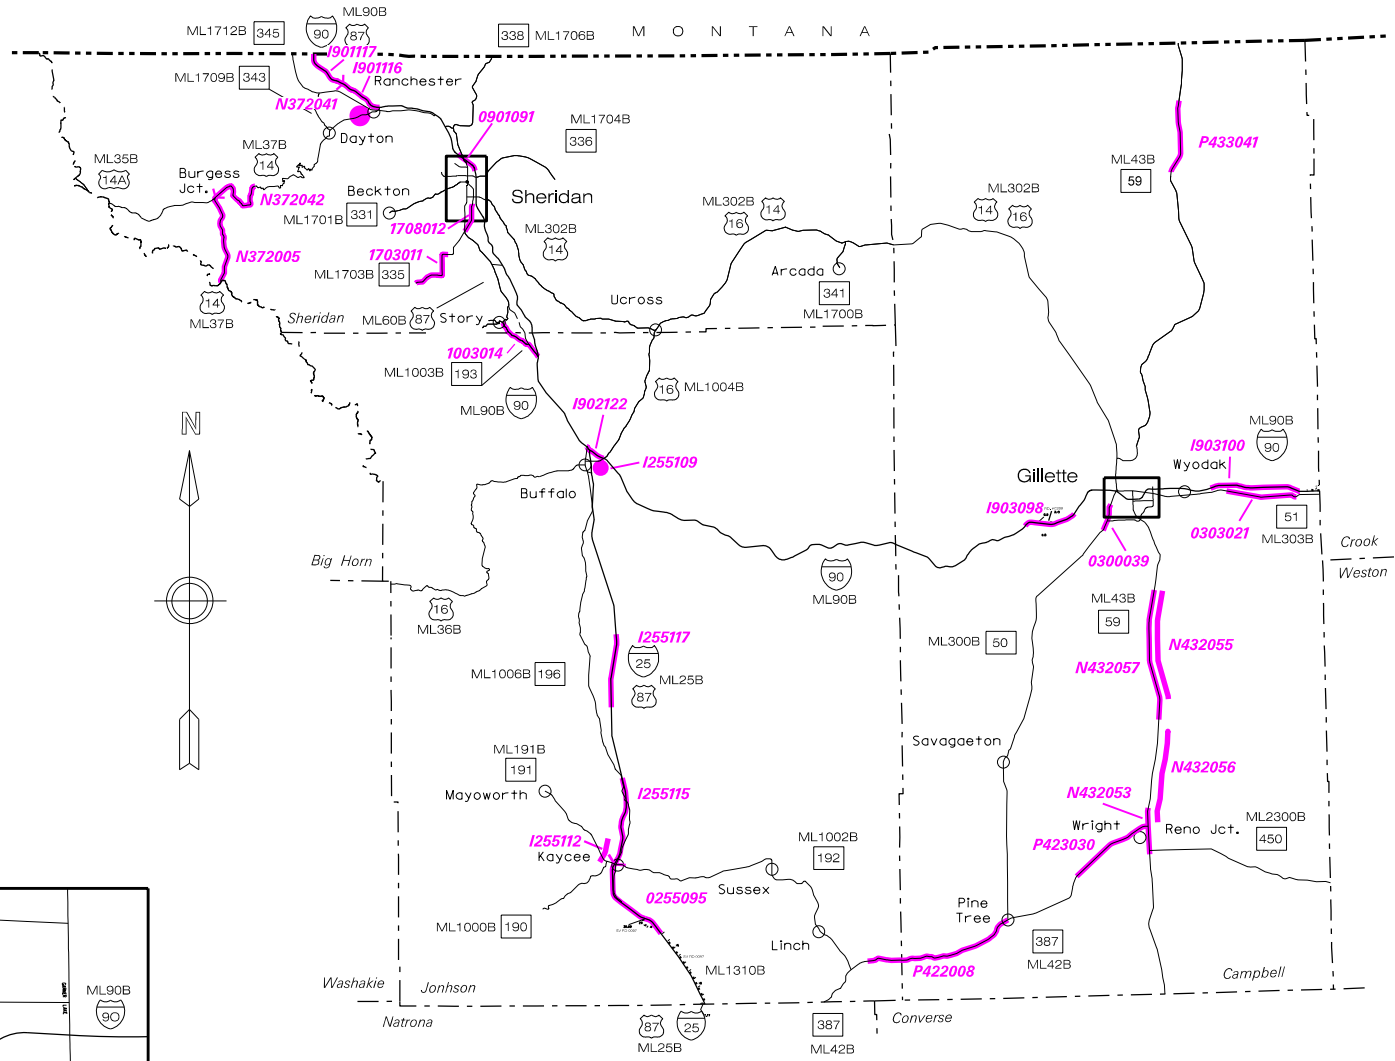 ML1712B 345
90
ML90B
87
338 ML1706B
M O N T A N A
I901117
I901116
ML1709B 343
Ranchester
N372041
Dayton
0901091
ML1704B
336
ML37B
14
ML35B
14A
Burgess
Jct.
N372042
Beckton
ML1701B 331
Sheridan
1708012
ML302B
14
ML302B
16
14
ML302B
14
16
ML43B
59
P433041
N372005
1703011
ML1703B 335
Arcada
341
ML1700B
14
ML37B
Sheridan
ML60B 87
Story
Ucross
1003014
ML1003B 193
ML90B 90
16 ML1004B
I902122
I255109
Buffalo
N
Gillette
I903098
I903100
ML90B
90
Wyodak
0303021
51
ML303B
0300039
Crook
Weston
Big Horn
16
ML36B
90
ML90B
ML43B
59
ML300B 50
N432055
N432057
I255117
25
ML25B
87
ML1006B 196
Savagaeton
ML191B
191
Mayoworth
I255115
N432056
N432053
I255112
Kaycee
ML1002B
192
Wright
P423030
Reno Jct.
ML2300B
450
Sussex
0255095
Pine
Tree
ML1000B 190
Linch
387
ML42B
P422008
ML1310B
Washakie
Jonhson
Campbell
Natrona
Converse
87
25
ML25B
387
ML42B
ML90B
90
GARNER LAKE